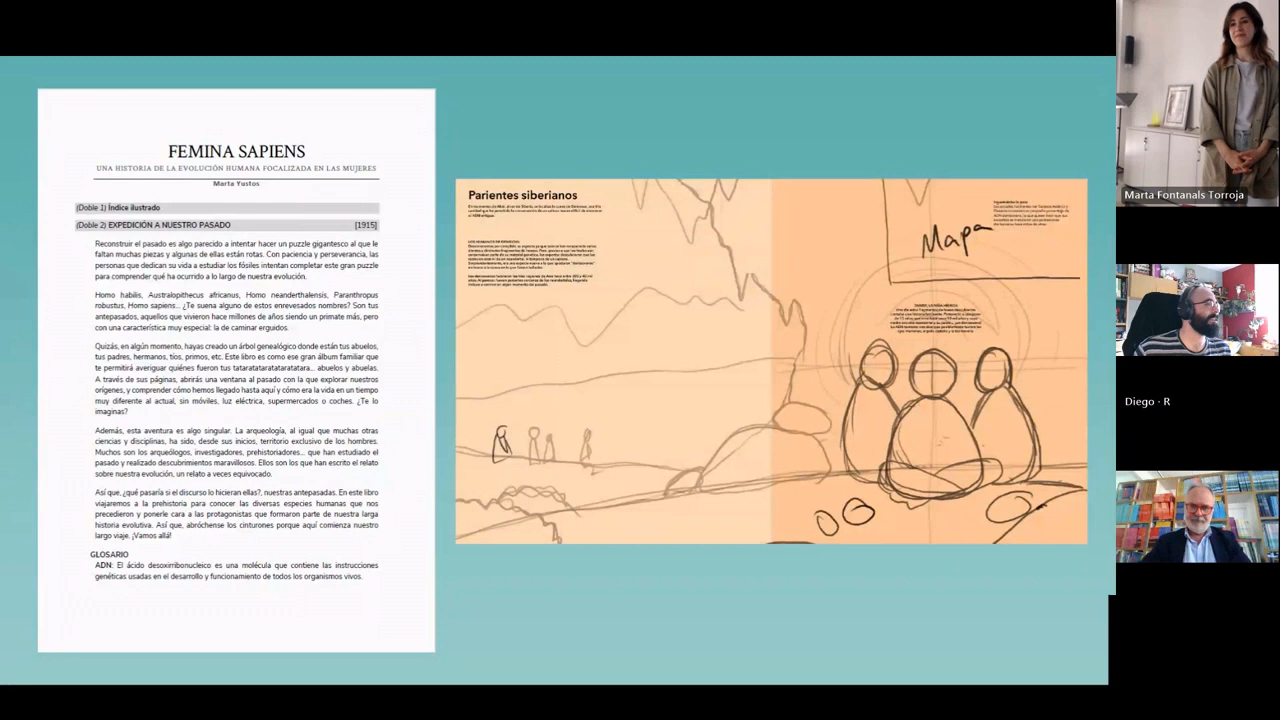 FEMINA SAPIENS
UNA HISTORIA DE LA EVOLUCIÓN HUMANA FOCALIZADA EN LAS MUJERES
Marta Yustos
(Doble 1) Índice ilustrado
(Doble 2) EXPEDICIÓN A NUESTRO PASADO [1915]
Reconstruir el pasado es algo parecido a intentar hacer un puzzle gigantesco al que le
faltan muchas piezas y algunas de ellas están rotas. Con paciencia y perseverancia, las
personas que dedican su vida a estudiar los fósiles intentan completar este gran puzzle
para comprender qué ha ocurrido a lo largo de nuestra evolución.
Homo habilis, Australopithecus africanus, Homo neanderthalensis, Paranthropus
robustus, Homo sapiens... ¿Te suena alguno de estos enrevesados nombres? Son tus
antepasados, aquellos que vivieron hace millones de años siendo un primate más, pero
con una característica muy especial: la de caminar erguidos.
Quizás, en algún momento, hayas creado un árbol genealógico donde están tus abuelos,
tus padres, hermanos, tíos, primos, etc. Este libro es como ese gran álbum familiar que
te permitirá averiguar quiénes fueron tus tataratataratataratatara... abuelos y abuelas.
A través de sus páginas, abrirás una ventana al pasado con la que explorar nuestros
orígenes, y comprender cómo hemos llegado hasta aquí y cómo era la vida en un tiempo
muy diferente al actual, sin móviles, luz eléctrica, supermercados o coches. ¿Te lo
imaginas?
Además, esta aventura es algo singular. La arqueología, al igual que muchas otras
ciencias y disciplinas, ha sido, desde sus inicios, territorio exclusivo de los hombres.
Muchos son los arqueólogos, investigadores, prehistoriadores... que han estudiado el
pasado y realizado descubrimientos maravillosos. Ellos son los que han escrito el relato
sobre nuestra evolución, un relato a veces equivocado.
Así que, ¿qué pasaría si el discurso lo hicieran ellas?, nuestras antepasadas. En este libro
viajaremos a la prehistoria para conocer las diversas especies humanas que nos
precedieron y ponerle cara a las protagonistas que formaron parte de nuestra larga
historia evolutiva. Así que, abróchense los cinturones porque aquí comienza nuestro
largo viaje. ¡Vamos allá!
GLOSARIO
ADN: El ácido desoxirribonucleico es una molécula que contiene las instrucciones
genéticas usadas en el desarrollo y funcionamiento de todos los organismos vivos.
Parientes siberianos
Mapa
Marta Fontanals Torroja
Diego · R